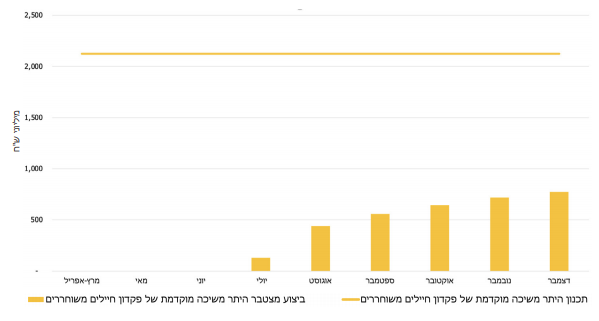 2,500
2,000
1,500
1,000
500
-
מיליוני ש"ח
מרץ-אפריל מאי יוני יולי אוגוסט ספטמבר אוקטובר נובמבר דצמבר
ביצוע מצטבר היתר משיכה מוקדמת של פקדון חיילים משוחררים
תכנון היתר משיכה מוקדמת של פקדון חיילים משוחררים